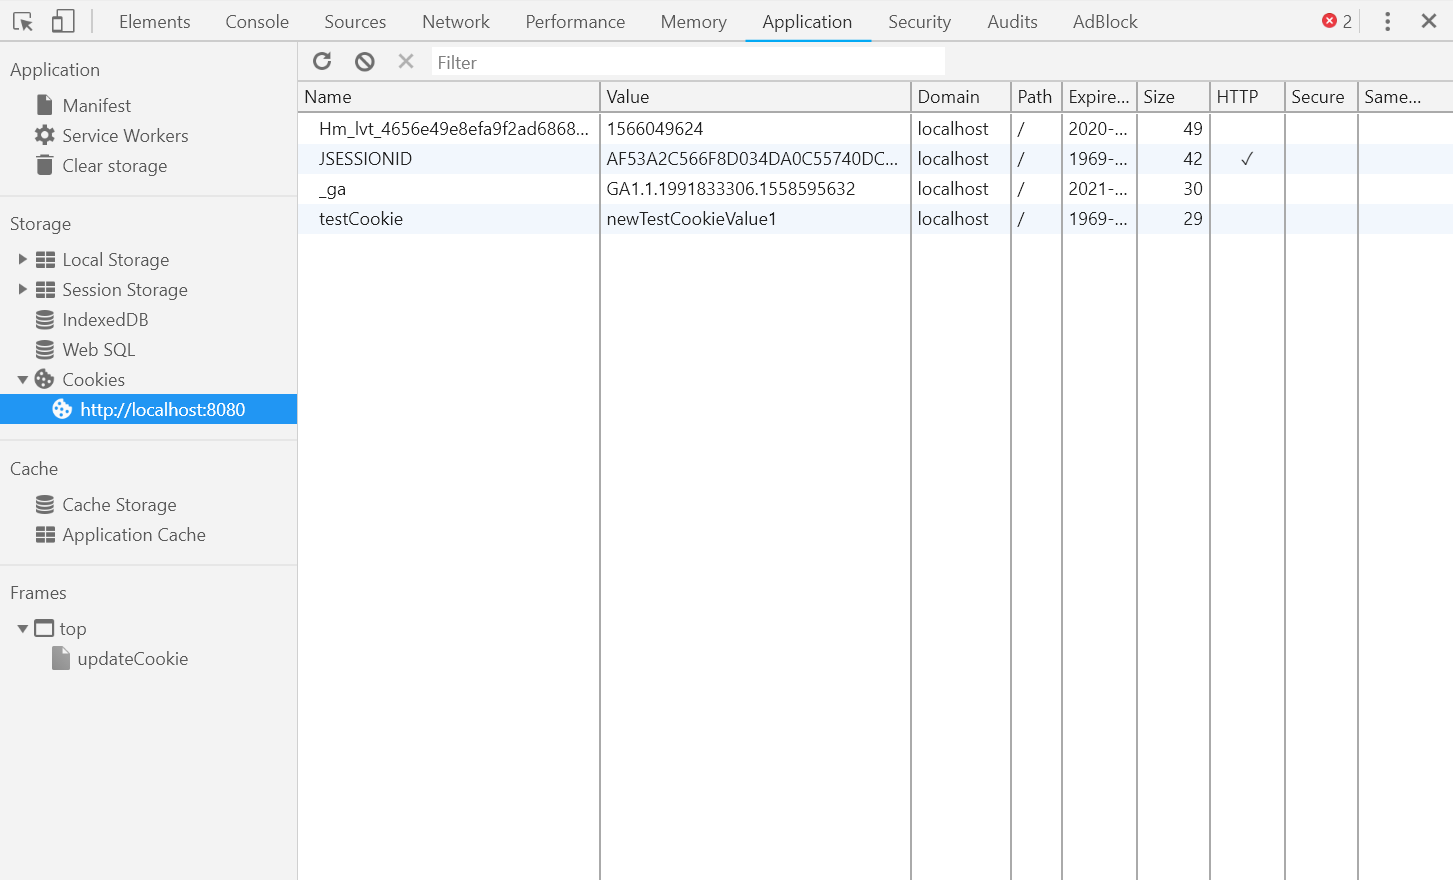 Elements Console Sources Network Performance Memory Application Security Audits AdBlock 2
Application
Manifest
Service Workers
Clear storage
Storage
Local Storage
Session Storage
IndexedDB
Web SQL
Cookies
http://localhost:8080
Cache
Cache Storage
Application Cache
Frames
top
updateCookie
Filter
Name Value Domain Path Expire... Size HTTP Secure Same...
Hm_lvt_4656e49e8efa9f2ad6868... 1566049624 localhost / 2020-... 49
JSESSIONID AF53A2C566F8D034DA0C55740DC... localhost / 1969-... 42 ✓
_ga GA1.1.1991833306.1558595632 localhost / 2021-... 30
testCookie newTestCookieValue1 localhost / 1969-... 29